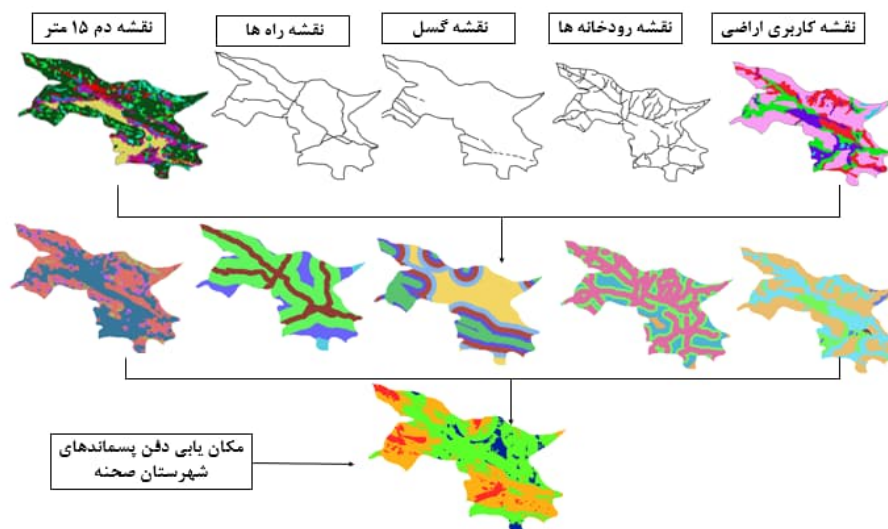 نقشه کاربری اراضی
نقشه رودخانه ها
نقشه گسل
نقشه راه ها
نقشه دم ۱۵ متر
مکان یابی دفن پسماندهای
شهرستان صحنه